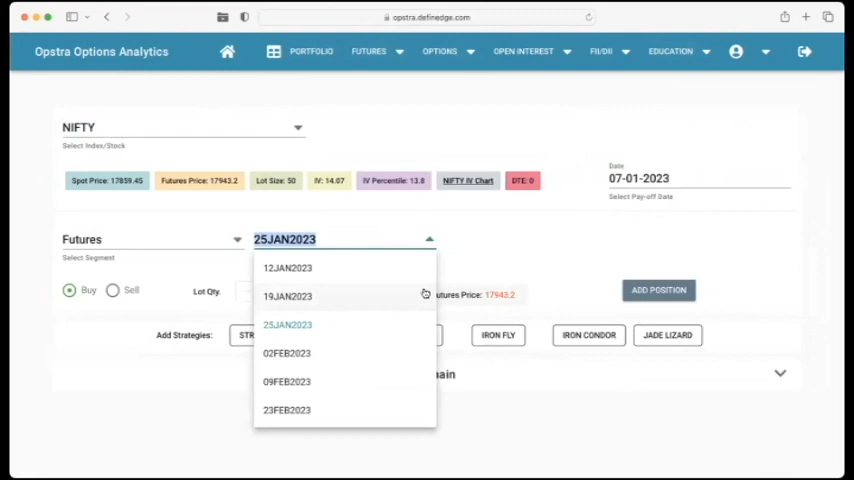 opstra.definedge.com
Opstra Options Analytics
PORTFOLIO
FUTURES
OPTIONS
OPEN INTEREST
FII/DII
EDUCATION
NIFTY
Select Index/Stock
Date
07-01-2023
Select Pay-off Date
Spot Price: 17859.45
Futures Price: 17943.2
Lot Size: 50
IV: 14.07
IV Percentile: 13.8
NIFTY IV Chart
DTE: 0
Futures
25JAN2023
Select Segment
12JAN2023
19JAN2023
25JAN2023
02FEB2023
09FEB2023
23FEB2023
Buy
Sell
Lot Qty.
utures Price: 17943.2
ADD POSITION
Add Strategies:
STR
IRON FLY
IRON CONDOR
JADE LIZARD
hain